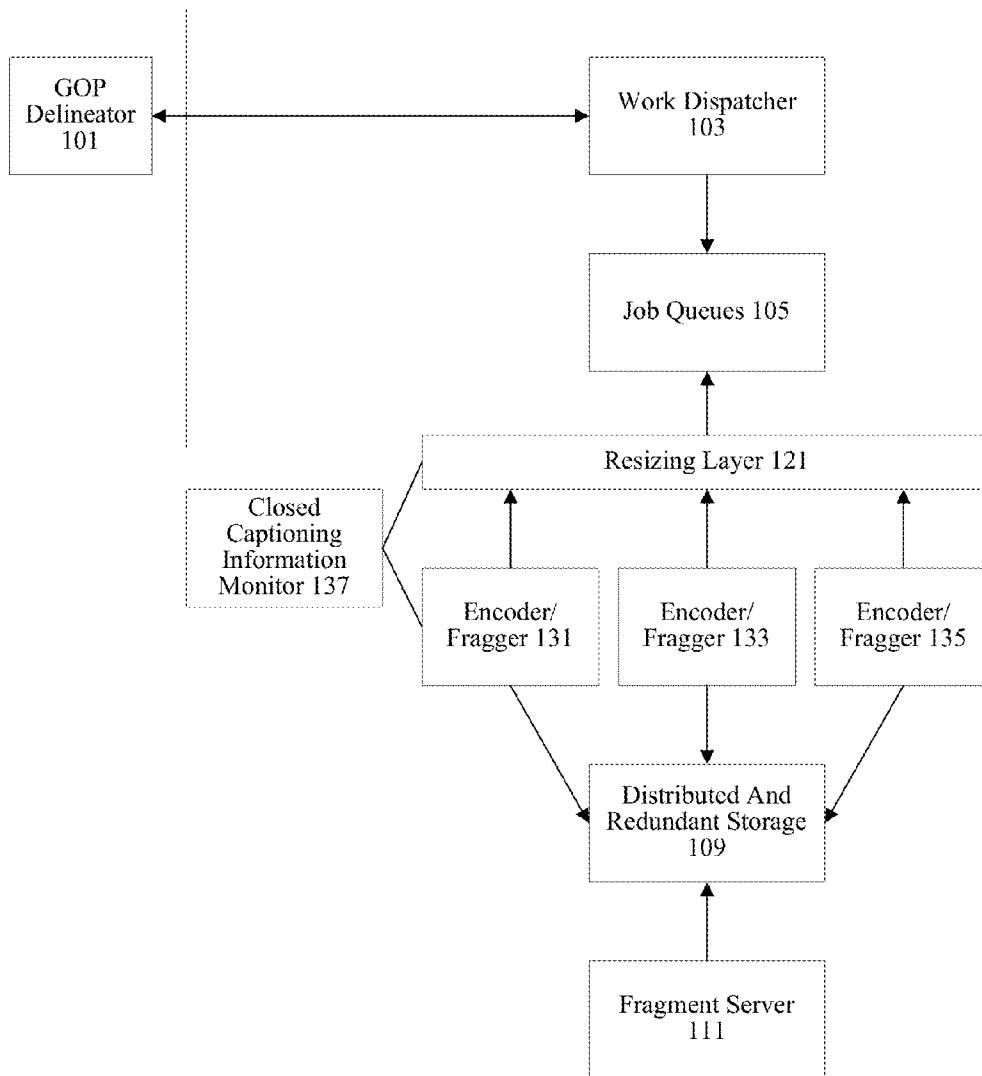 GOP
Delineator
101
Work Dispatcher
103
Job Queues 105
Resizing Layer 121
Closed
Captioning
Information
Monitor 137
Encoder/
Fragger 131
Encoder/
Fragger 133
Encoder/
Fragger 135
Distributed And
Redundant Storage
109
Fragment Server
111